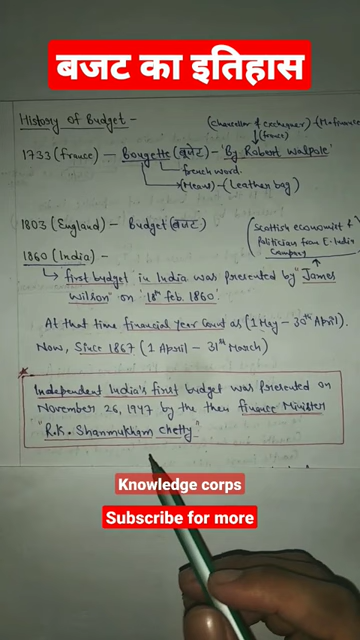 बजट का इतिहास
History of Budget -
(Chancellor of exchequer) - (M. finance)
(france)
1733 (france) - Bougette (बूगेट) - 'By Robert walpole'
french word.
(Means) - (Leather bag)
1803 (England) - Budget (बजट)
(Scottish economist &
Politician from E-India
Company)
1860 (India) -
first budget in India was presented by "James
Wilson" on '18th feb. 1860.'
At that time financial year count as (1 May - 30th April).
Now, Since 1867 (1 April - 31st March)
Independent India's first budget was presented on
November 26, 1947 by the then finance Minister
"R.K. Shanmukham Chetty"
Knowledge corps
Subscribe for more